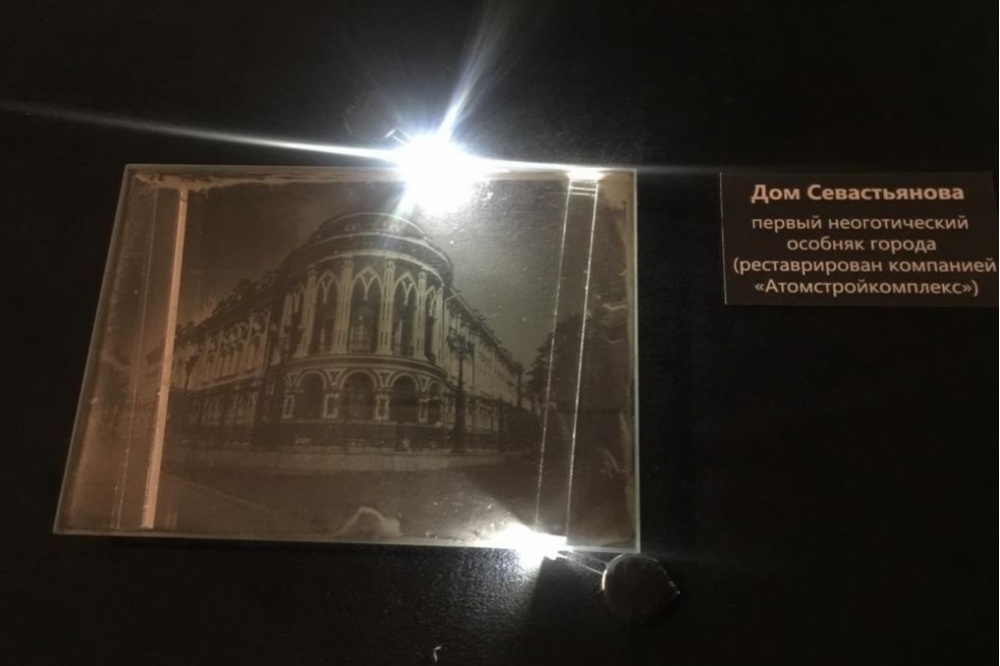 Дом Севастьянова
первый неоготический
особняк города
(реставрирован компанией
«Атомстройкомплекс»)